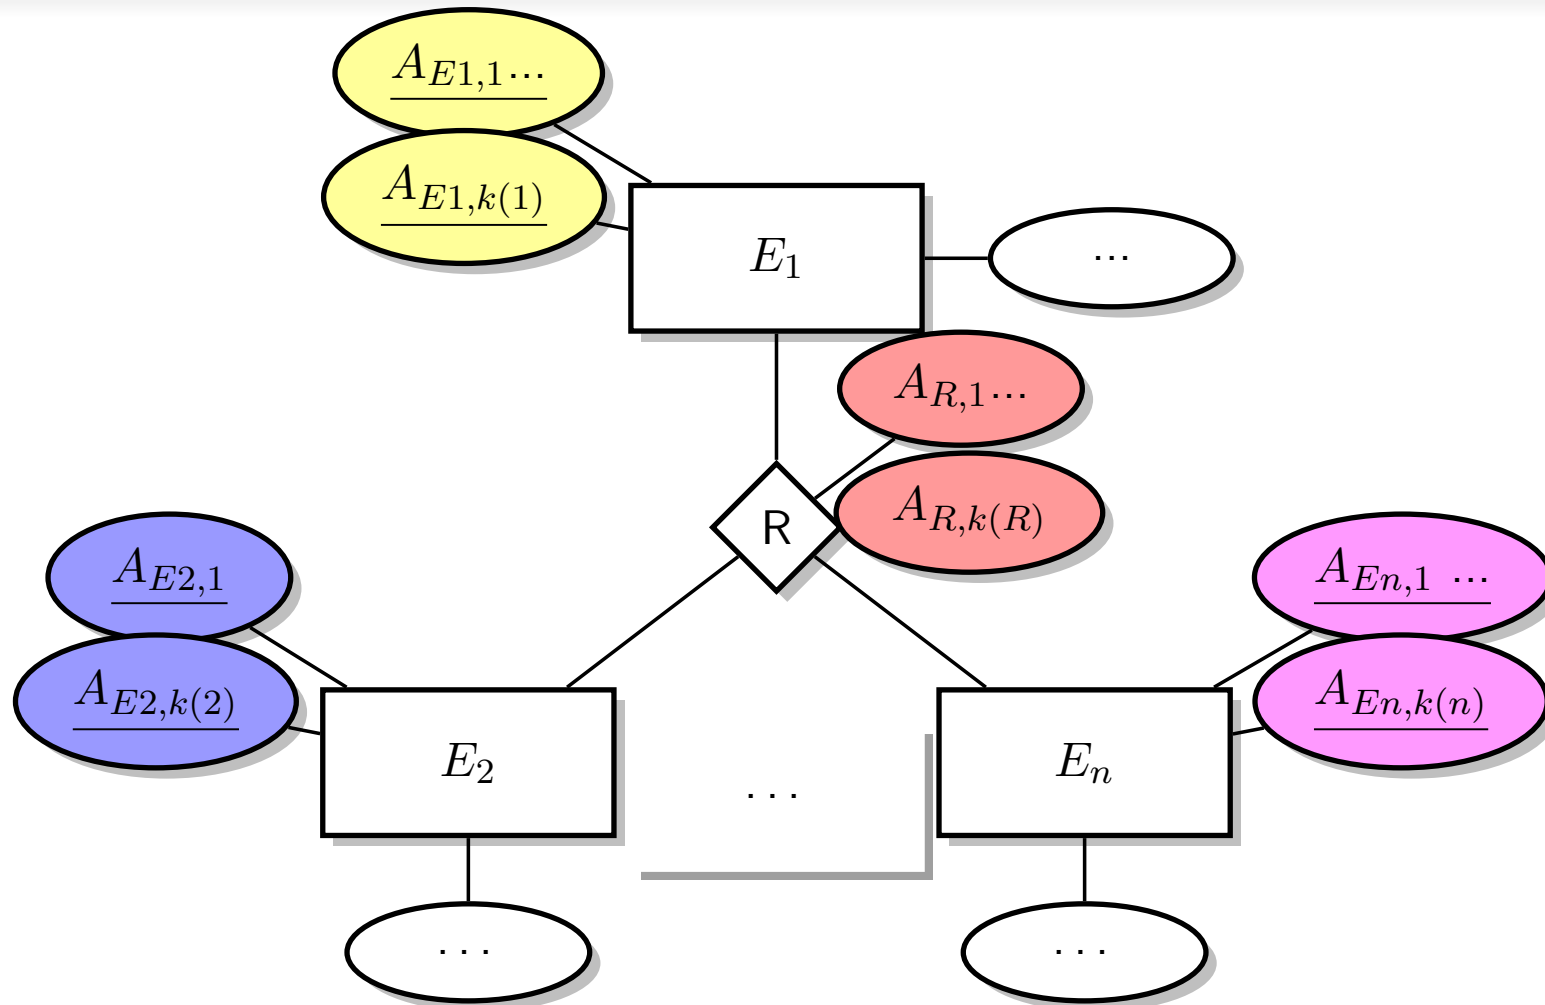 A_{E1,1}...
A_{E1,k(1)}
E_1
...
A_{R,1}...
A_{R,k(R)}
R
A_{E2,1}
A_{E2,k(2)}
E_2
...
A_{En,1} ...
A_{En,k(n)}
E_n
...
...